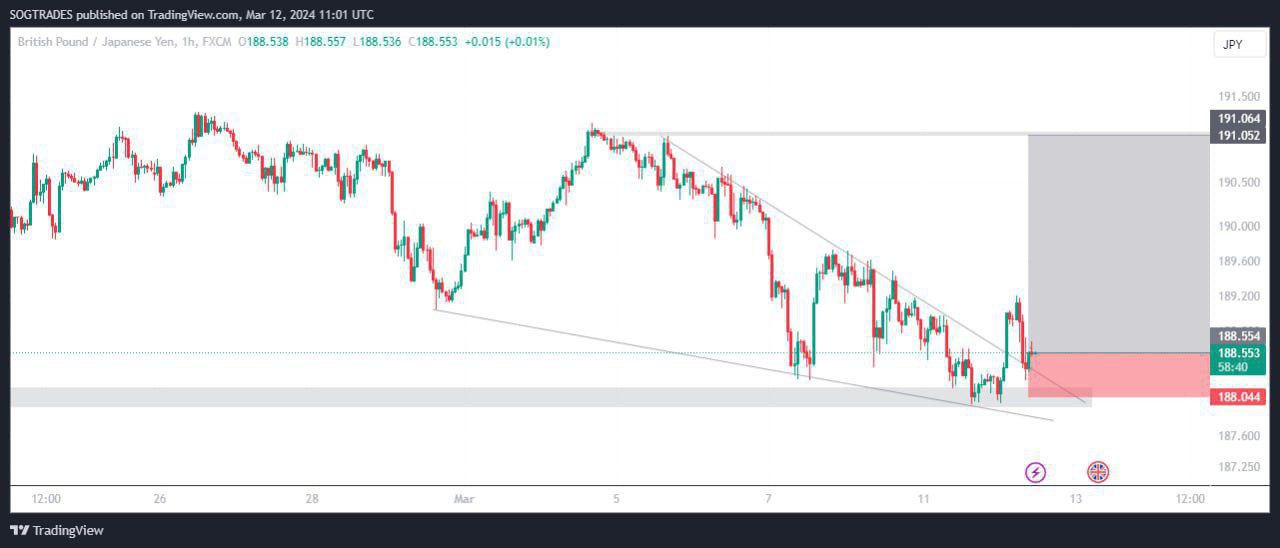 SOGTRADES published on TradingView.com, Mar 12, 2024 11:01 UTC
British Pound / Japanese Yen, 1h, FXCM O188.538 H188.557 L188.536 C188.553 +0.015 (+0.01%)
JPY
191.500
191.064
191.052
190.500
190.000
189.600
189.200
188.554
188.553
58:40
188.044
187.600
187.250
12:00 26 28 Mar 5 7 11 13 12:00
TradingView